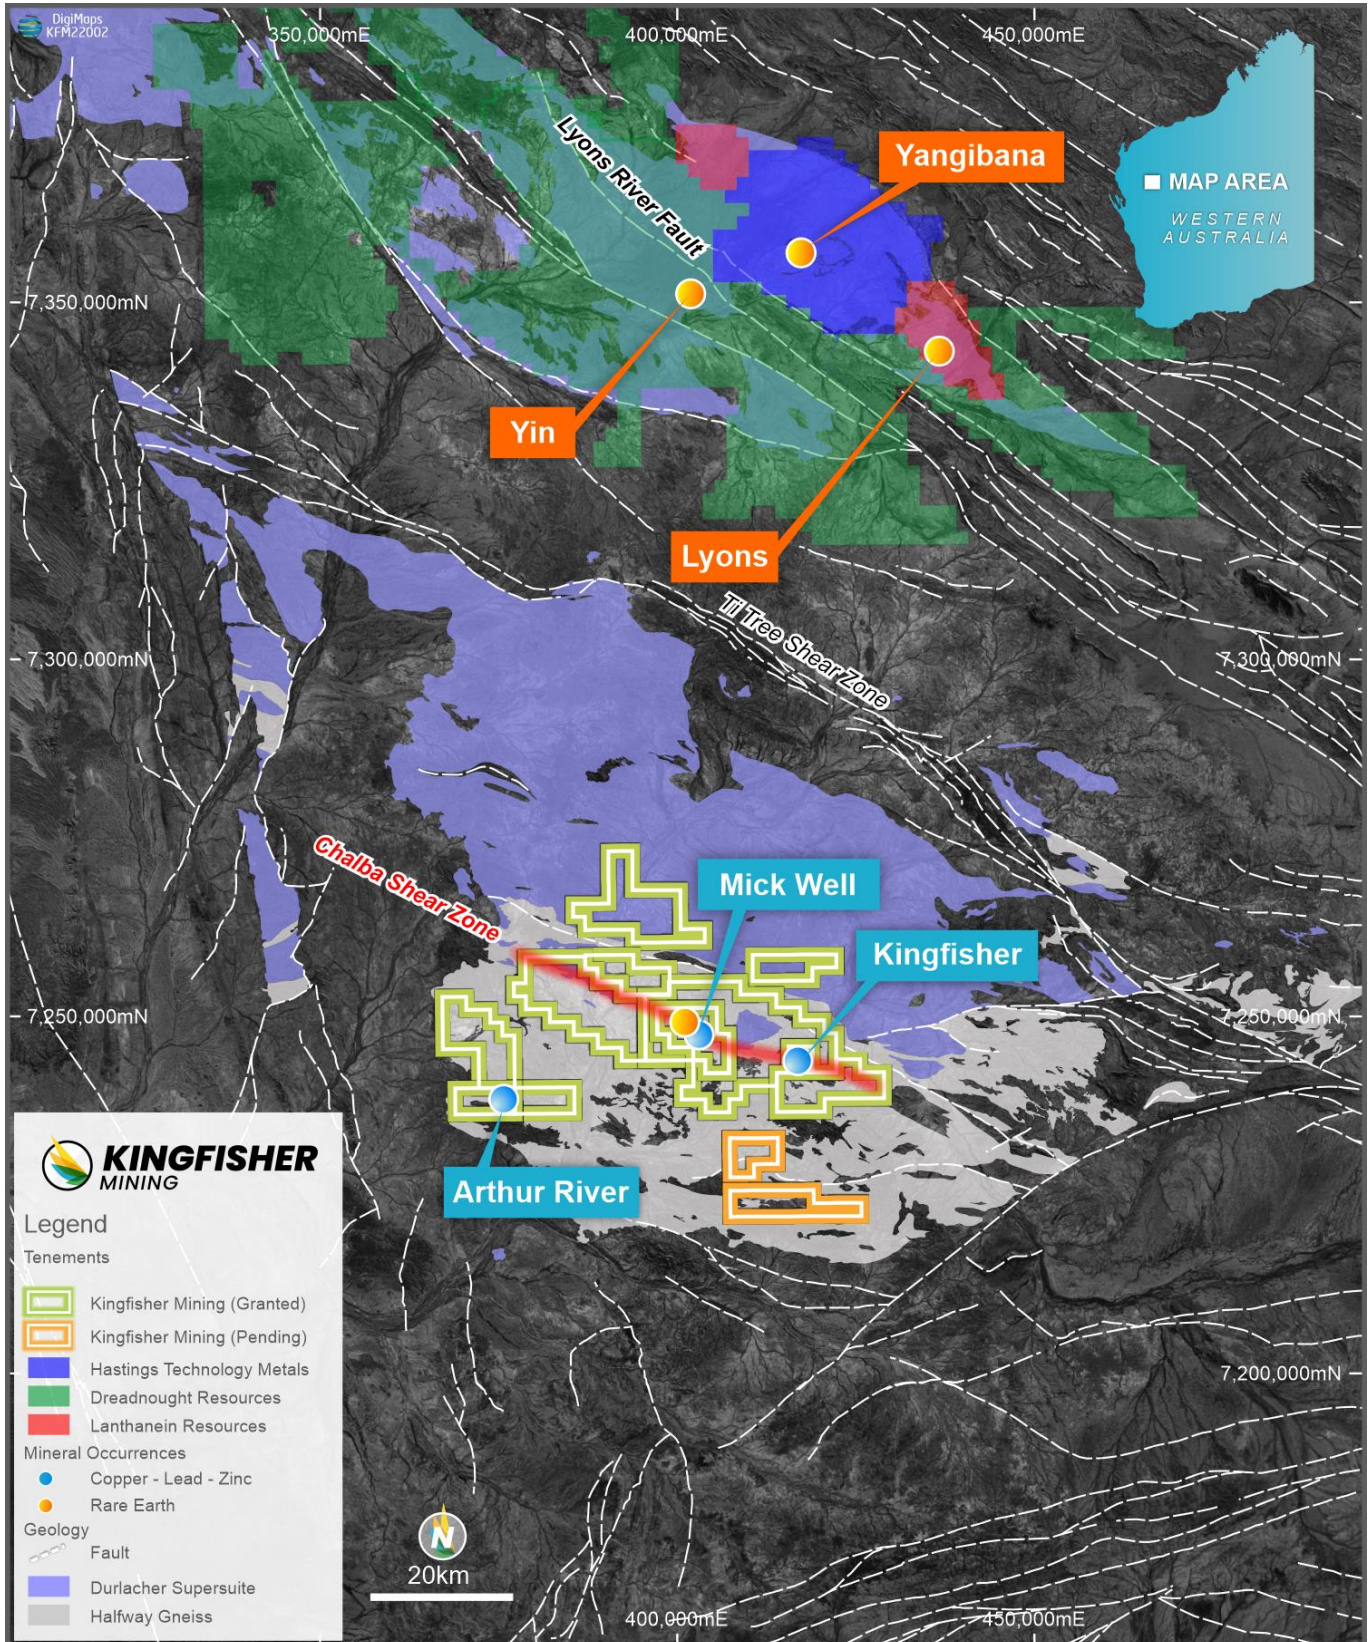 DigiMaps
KFM22002
350,000mE
400,000mE
450,000mE
Lyons River Fault
Yangibana
MAP AREA
WESTERN
AUSTRALIA
7,350,000mN
Yin
Lyons
Ti Tree Shear Zone
7,300,000mN
7,300,000mN
Chalba Shear Zone
Mick Well
Kingfisher
7,250,000mN
7,250,000mN
Arthur River
KINGFISHER
MINING
Legend
Tenements
Kingfisher Mining (Granted)
Kingfisher Mining (Pending)
Hastings Technology Metals
Dreadnought Resources
Lanthanein Resources
Mineral Occurrences
Copper - Lead - Zinc
Rare Earth
Geology
Fault
Durlacher Supersuite
Halfway Gneiss
7,200,000mN
N
20km
400,000mE
450,000mE